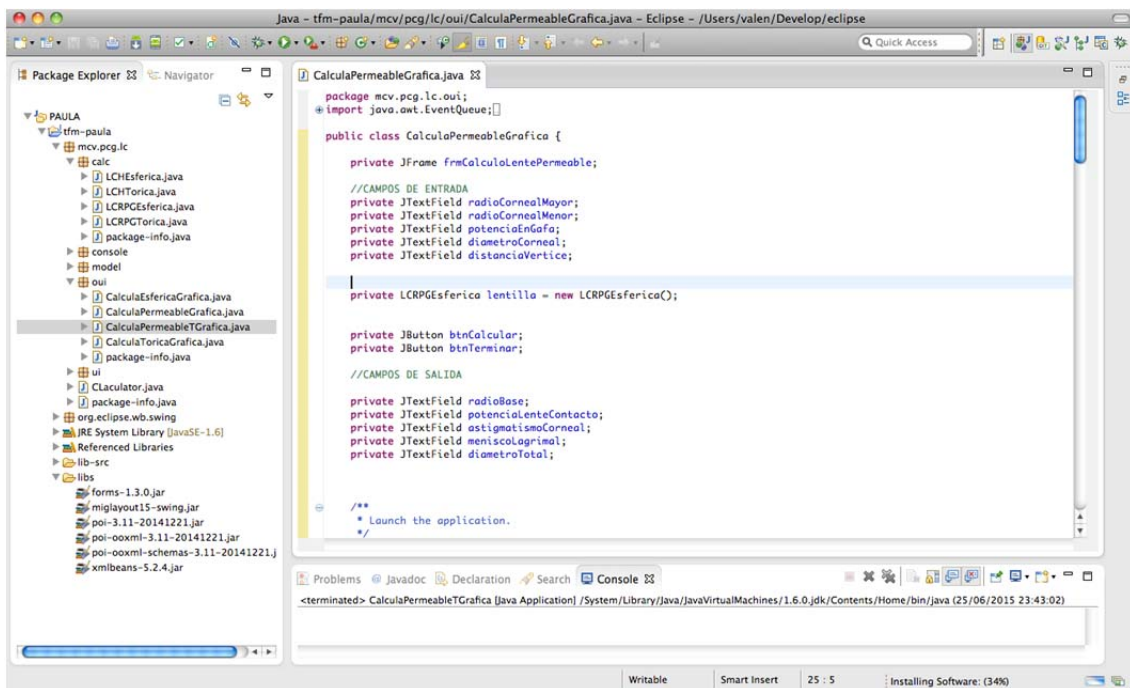 Java – tfm-paula/mcv/pcg/lc/oui/CalculaPermeableGrafica.java – Eclipse – /Users/valen/Develop/eclipse
Quick Access
Package Explorer
Navigator
PAULA
tfm-paula
mcv.pcg.lc
calc
LCHEsferica.java
LCHTorica.java
LCRPGEsferica.java
LCRPGTorica.java
package-info.java
console
model
oui
CalculaEsfericaGrafica.java
CalculaPermeableGrafica.java
CalculaPermeableTGrafica.java
CalculaToricaGrafica.java
package-info.java
ui
CLaculator.java
package-info.java
org.eclipse.wb.swing
JRE System Library [JavaSE-1.6]
Referenced Libraries
lib-src
libs
forms-1.3.0.jar
miglayout15-swing.jar
poi-3.11-20141221.jar
poi-ooxml-3.11-20141221.jar
poi-ooxml-schemas-3.11-20141221.j
xmlbeans-5.2.4.jar
CalculaPermeableGrafica.java
package mcv.pcg.lc.oui;
import java.awt.EventQueue;
public class CalculaPermeableGrafica {
private JFrame frmCalculoLentePermeable;
//CAMPOS DE ENTRADA
private JTextField radioCornealMayor;
private JTextField radioCornealMenor;
private JTextField potenciaEnGafa;
private JTextField diametroCorneal;
private JTextField distanciaVertice;
private LCRPGEsferica lentilla = new LCRPGEsferica();
private JButton btnCalcular;
private JButton btnTerminar;
//CAMPOS DE SALIDA
private JTextField radioBase;
private JTextField potenciaLenteContacto;
private JTextField astigmatismoCorneal;
private JTextField meniscoLagrimal;
private JTextField diametroTotal;
/**
* Launch the application.
*/
Problems
Javadoc
Declaration
Search
Console
<terminated> CalculaPermeableTGrafica [Java Application] /System/Library/Java/JavaVirtualMachines/1.6.0.jdk/Contents/Home/bin/java (25/06/2015 23:43:02)
Writable
Smart Insert
25 : 5
Installing Software: (34%)